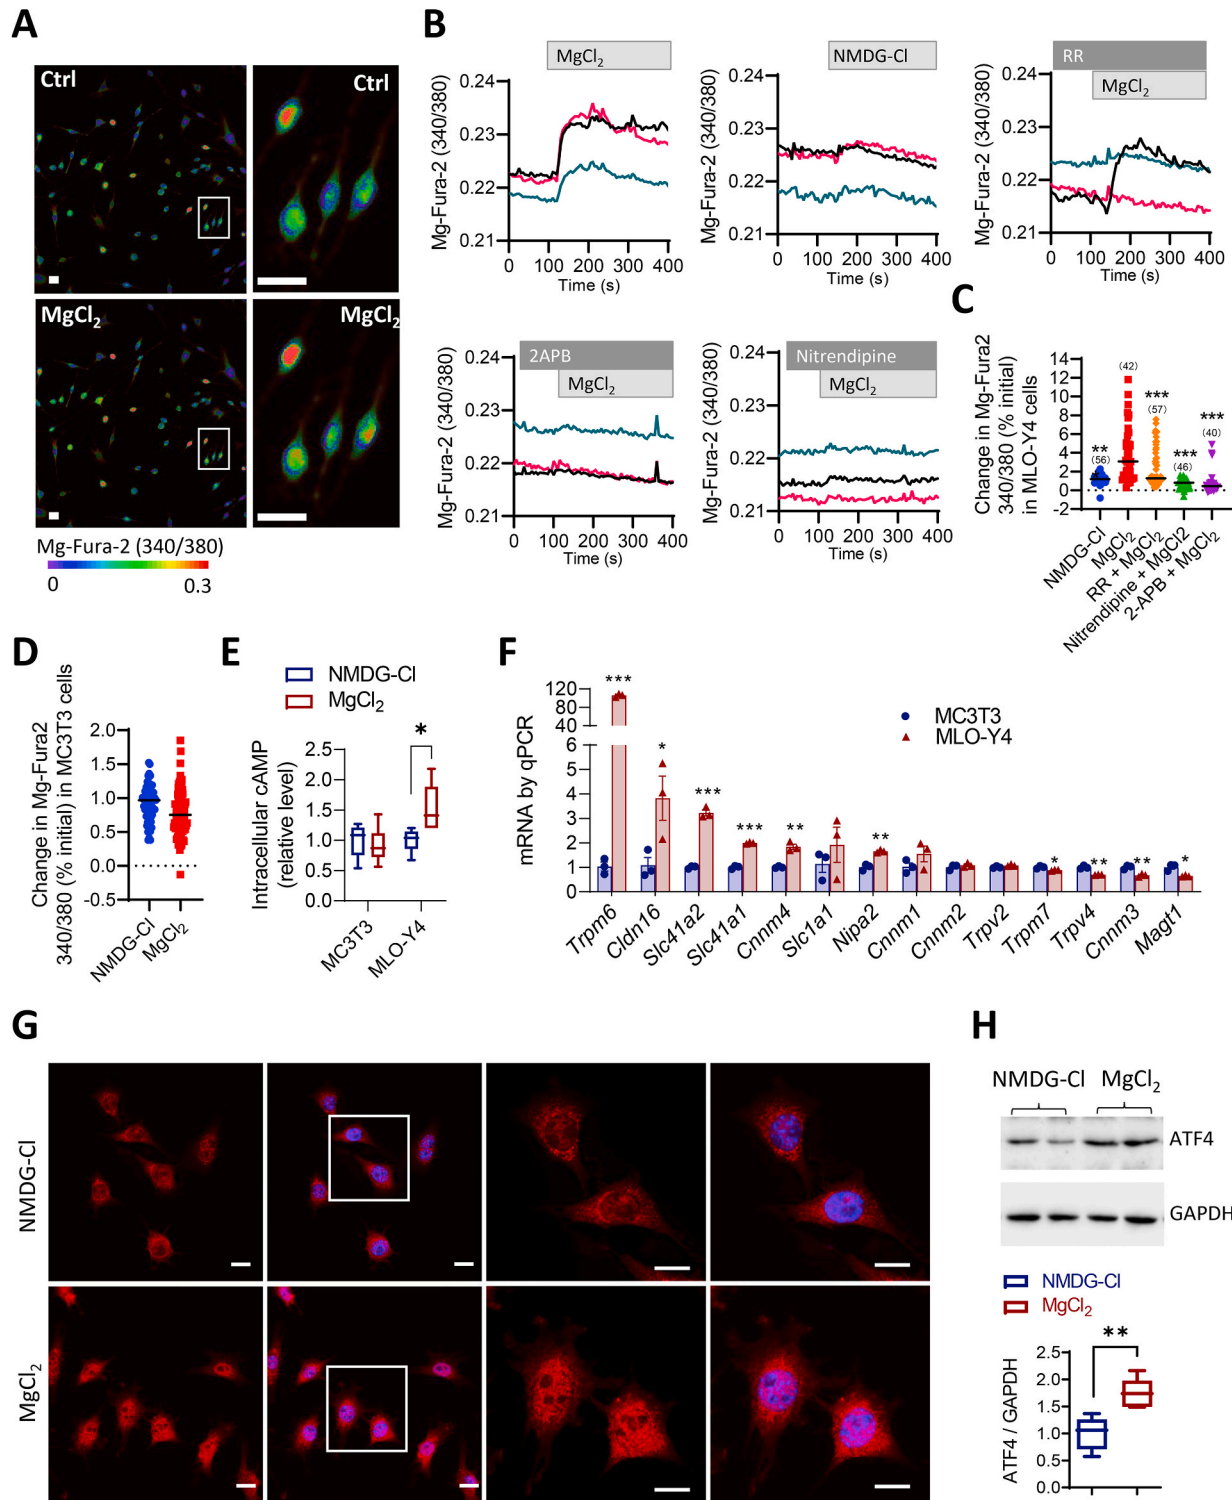 A
Ctrl
Ctrl
MgCl₂
MgCl₂
Mg-Fura-2 (340/380)
0
0.3
B
MgCl₂
0.24
0.23
0.22
0.21
Mg-Fura-2 (340/380)
0 100 200 300 400
Time (s)
NMDG-Cl
0.24
0.23
0.22
0.21
Mg-Fura-2 (340/380)
0 100 200 300 400
Time (s)
RR
MgCl₂
0.24
0.23
0.22
0.21
Mg-Fura-2 (340/380)
0 100 200 300 400
Time (s)
2APB
MgCl₂
0.24
0.23
0.22
0.21
Mg-Fura-2 (340/380)
0 100 200 300 400
Time (s)
Nitrendipine
MgCl₂
0.24
0.23
0.22
0.21
Mg-Fura-2 (340/380)
0 100 200 300 400
Time (s)
C
Change in Mg-Fura2
340/380 (% initial)
in MLO-Y4 cells
14
12
10
8
6
4
2
0
-2
**
(56)
(42)
***
(57)
***
(46)
***
(40)
NMDG-Cl
MgCl₂
RR + MgCl₂
Nitrendipine + MgCl2
2-APB + MgCl₂
D
Change in Mg-Fura2
340/380 (% initial) in MC3T3 cells
2.0
1.5
1.0
0.5
0.0
-0.5
NMDG-Cl
MgCl₂
E
NMDG-Cl
MgCl₂
Intracellular cAMP
(relative level)
2.5
2.0
1.5
1.0
0.5
0.0
*
MC3T3
MLO-Y4
F
mRNA by qPCR
120
80
40
6
5
4
3
2
1
0
MC3T3
MLO-Y4
***
*
***
***
**
**
*
**
**
*
Trpm6
Cldn16
Slc41a2
Slc41a1
Cnnm4
Slc1a1
Nipa2
Cnnm1
Cnnm2
Trpv2
Trpm7
Trpv4
Cnnm3
Magt1
G
NMDG-Cl
MgCl₂
H
NMDG-Cl MgCl₂
ATF4
GAPDH
NMDG-Cl
MgCl₂
ATF4 / GAPDH
2.5
2.0
1.5
1.0
0.5
0.0
**